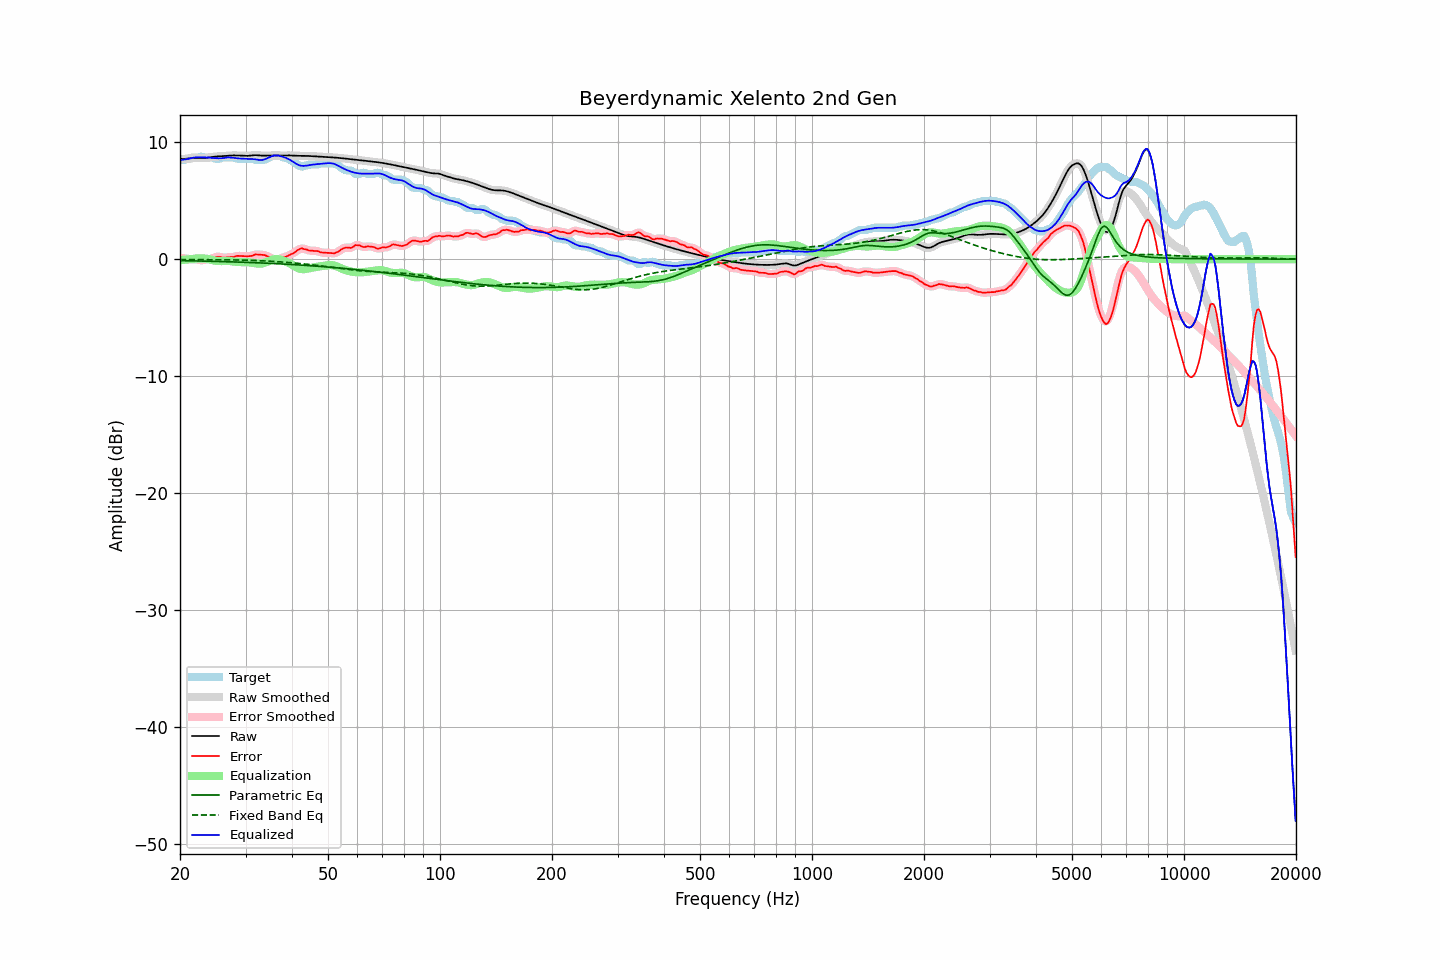 Beyerdynamic Xelento 2nd Gen
10
0
−10
−20
−30
−40
−50
Amplitude (dBr)
Target
Raw Smoothed
Error Smoothed
Raw
Error
Equalization
Parametric Eq
Fixed Band Eq
Equalized
20
50
100
200
500
1000
2000
5000
10000
20000
Frequency (Hz)